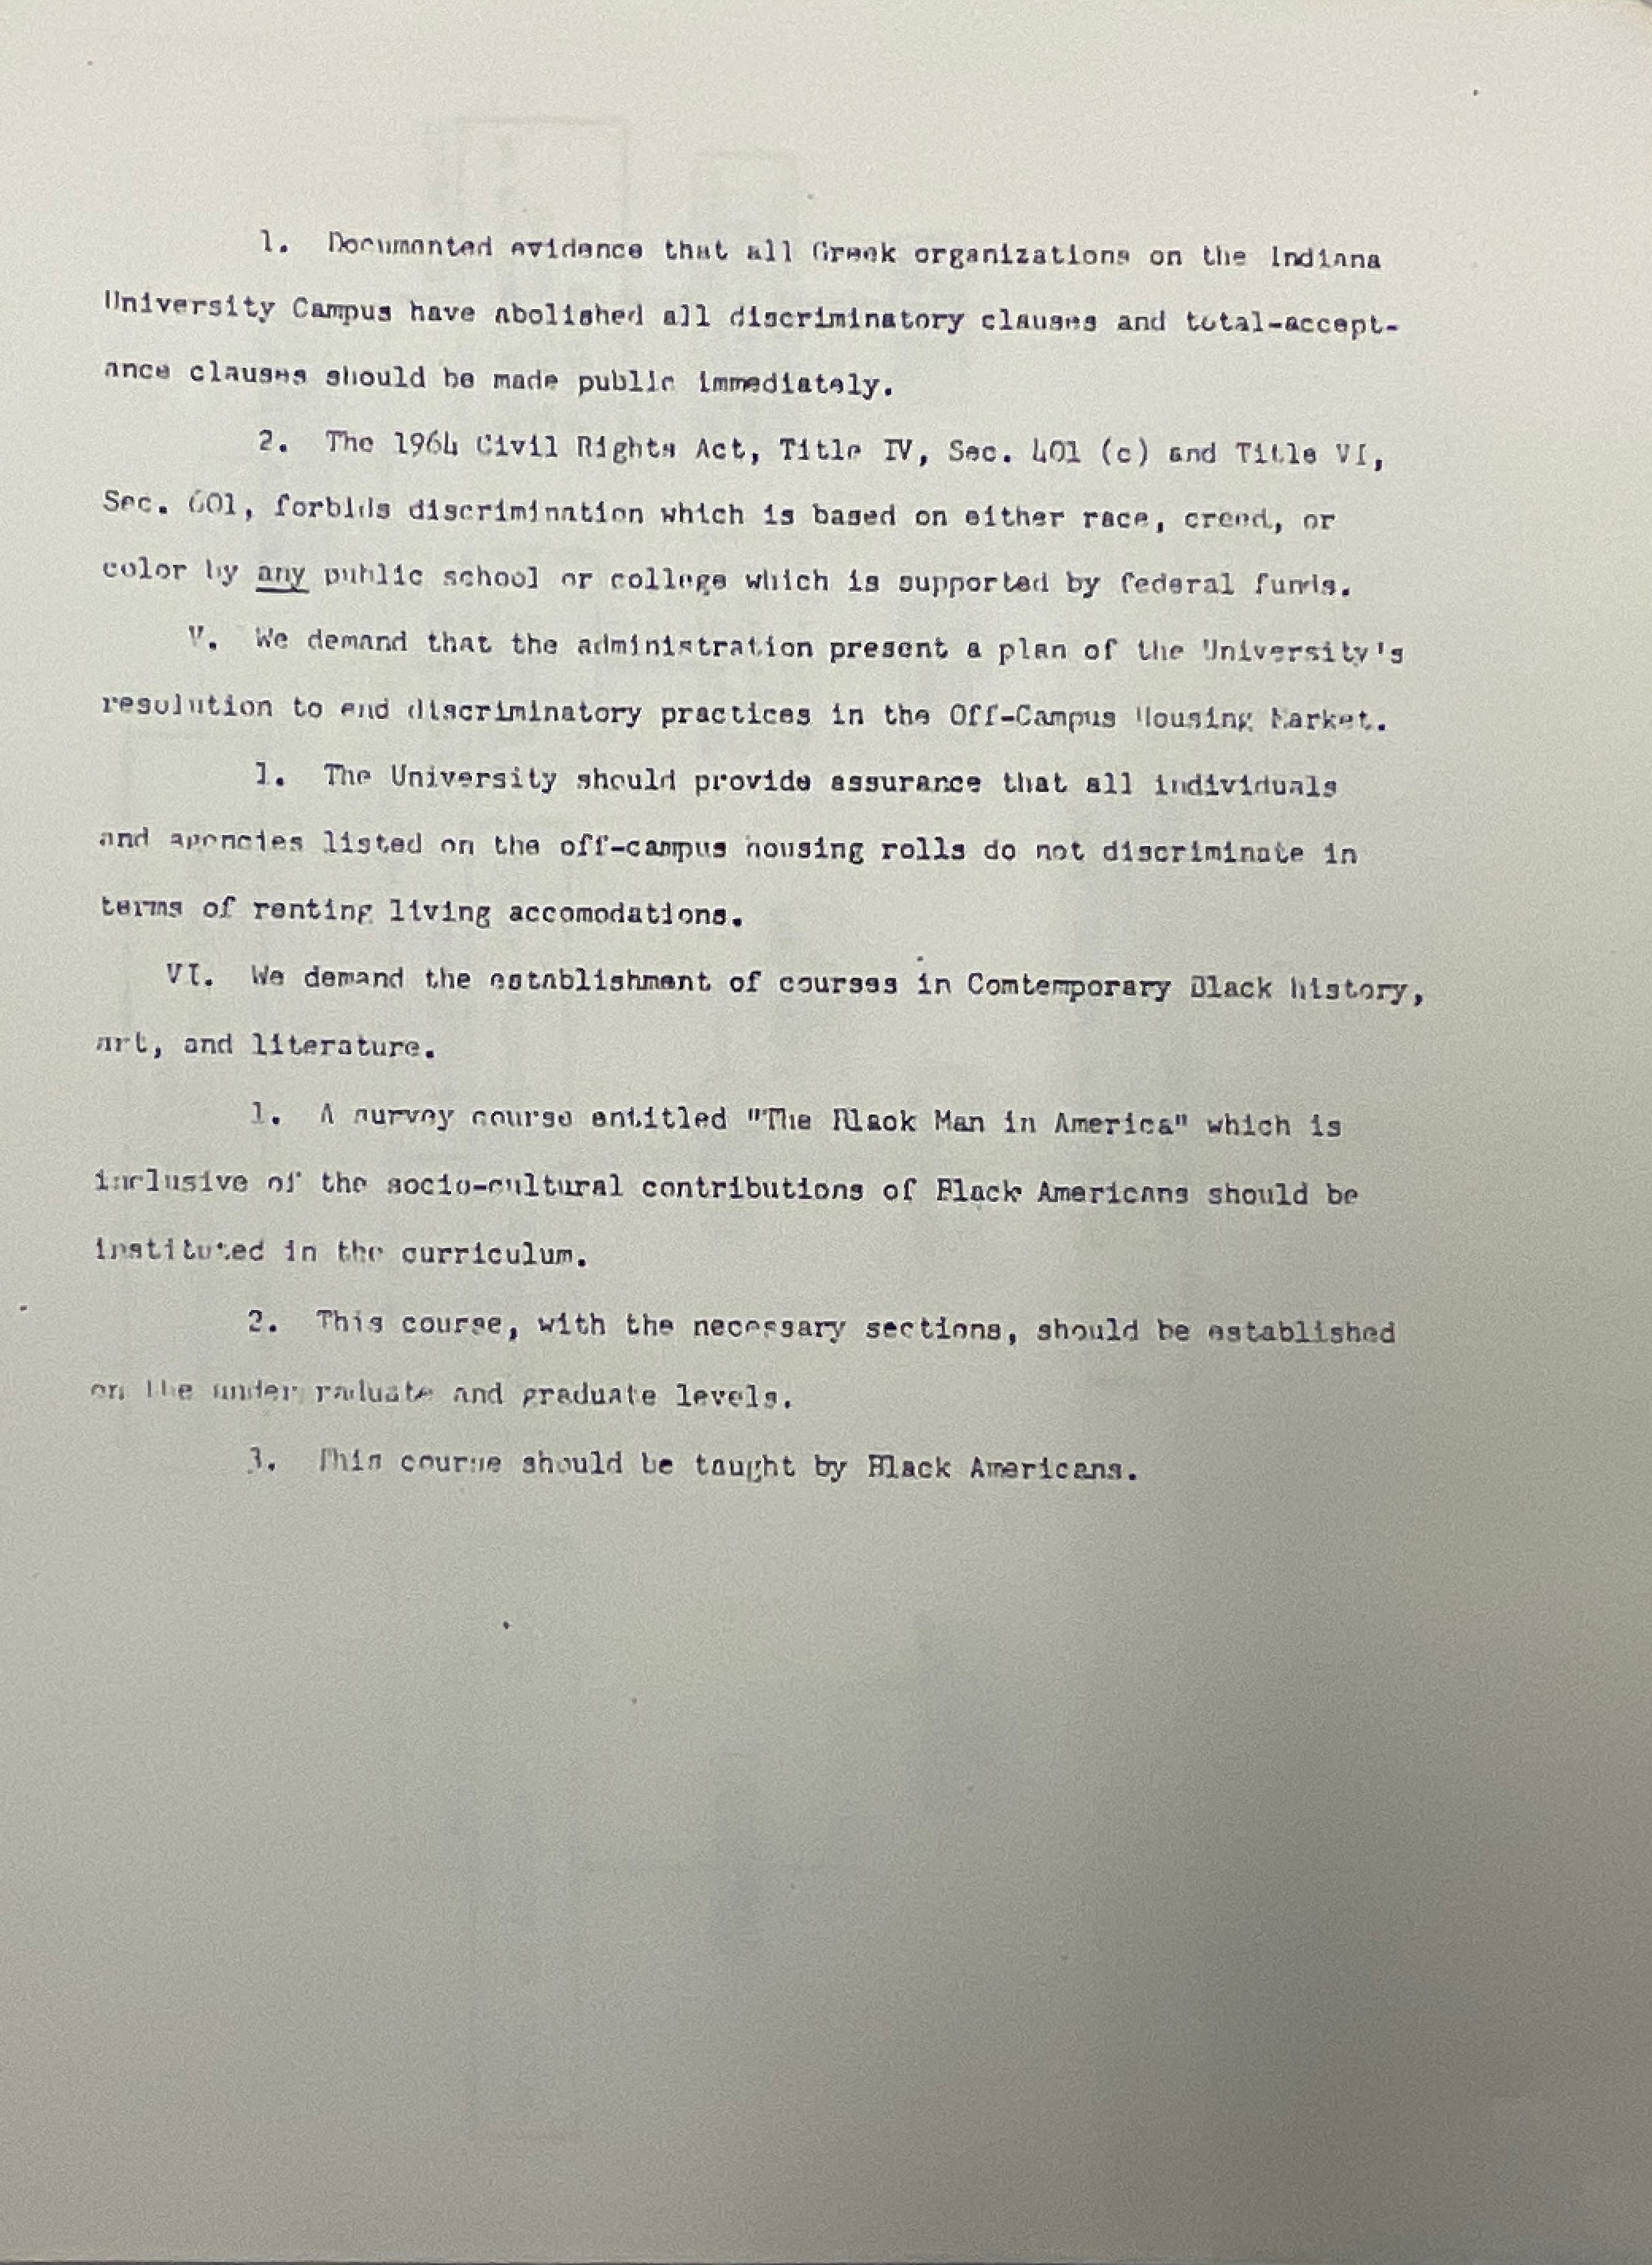 1. Documented evidence that all Greek organizations on the Indiana
University Campus have abolished all discriminatory clauses and total-accept-
ance clauses should be made public immediately.
2. The 1964 Civil Rights Act, Title IV, Sec. 401 (c) and Title VI,
Sec. 601, forbids discrimination which is based on either race, creed, or
color by any public school or college which is supported by federal funds.
V. We demand that the administration present a plan of the University's
resolution to end discriminatory practices in the Off-Campus Housing Market.
1. The University should provide assurance that all individuals
and agencies listed on the off-campus housing rolls do not discriminate in
terms of renting living accomodations.
VI. We demand the establishment of courses in Comtemporary Black history,
art, and literature.
1. A survey course entitled "The Black Man in America" which is
inclusive of the socio-cultural contributions of Black Americans should be
instituted in the curriculum.
2. This course, with the necessary sections, should be established
on the undergraduate and graduate levels.
3. This course should be taught by Black Americans.